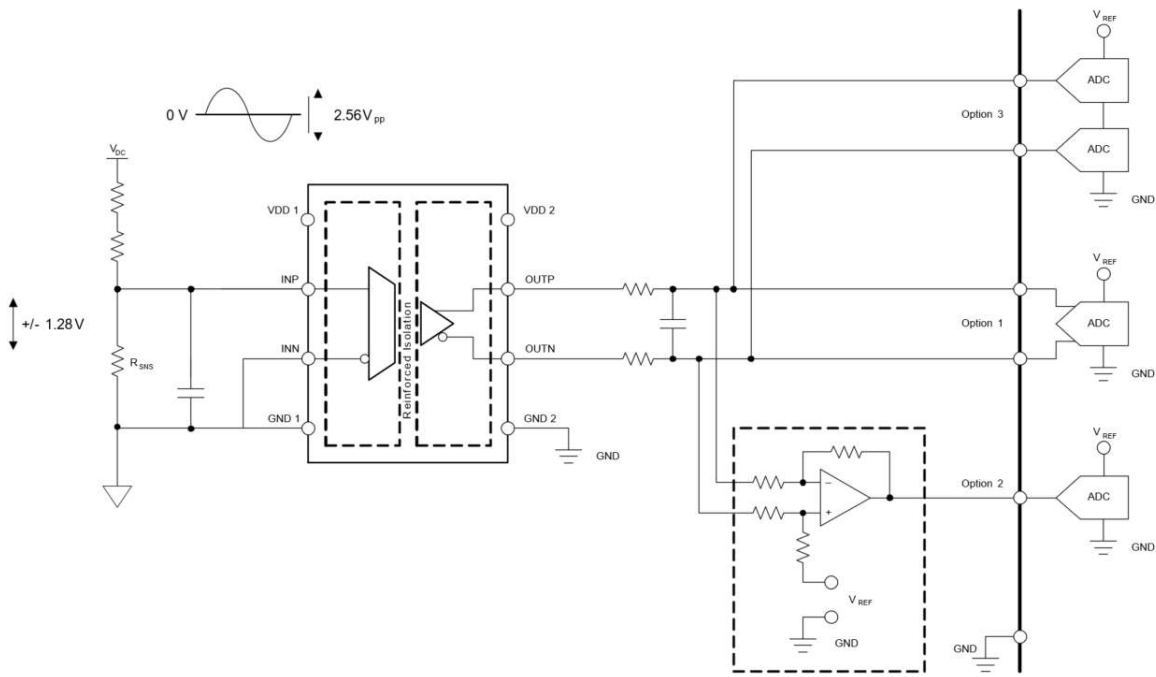 0 V
2.56Vpp
VDC
+/- 1.28V
RSNS
VDD 1
INP
INN
GND 1
Reinforced Isolation
VDD 2
OUTP
OUTN
GND 2
GND
VREF
ADC
Option 3
ADC
GND
VREF
Option 1
ADC
GND
VREF
Option 2
ADC
GND
−
+
VREF
GND
GND